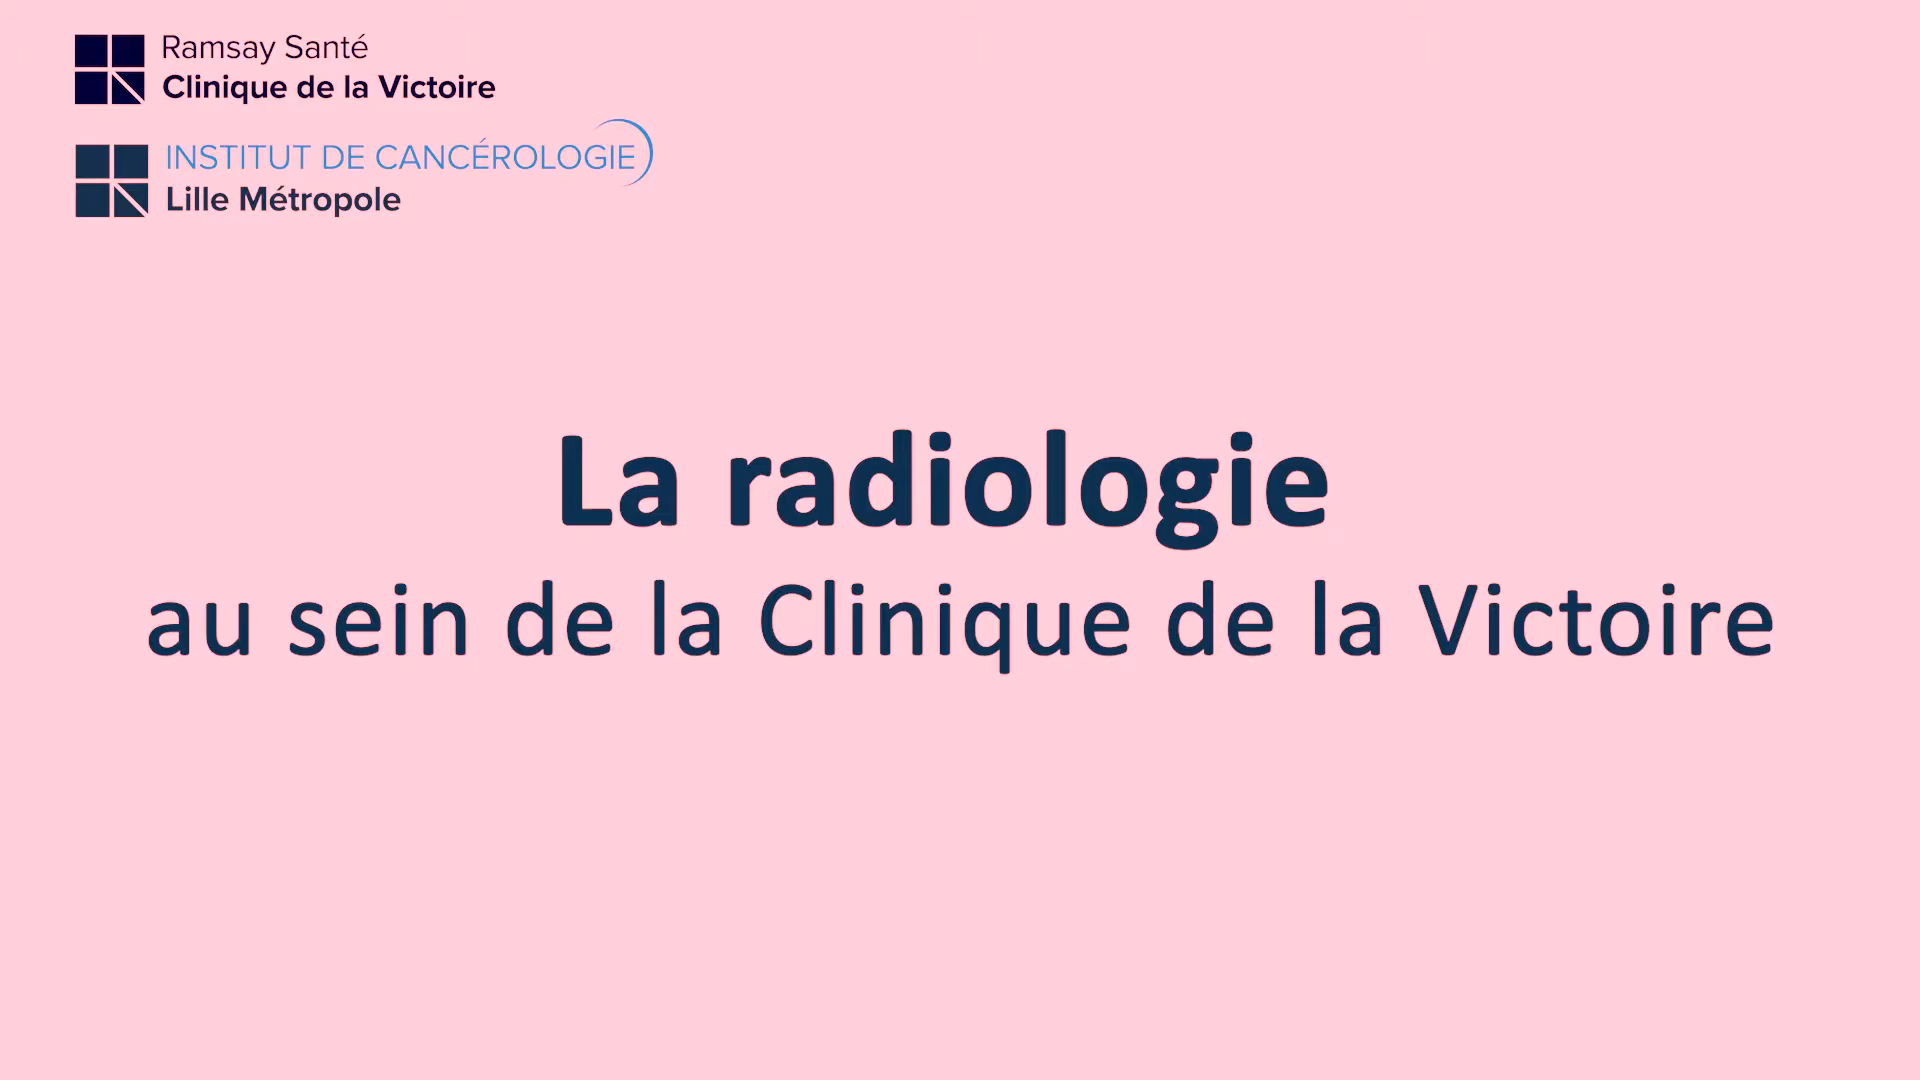 Ramsay Santé
Clinique de la Victoire
INSTITUT DE CANCÉROLOGIE
Lille Métropole
La radiologie
au sein de la Clinique de la Victoire